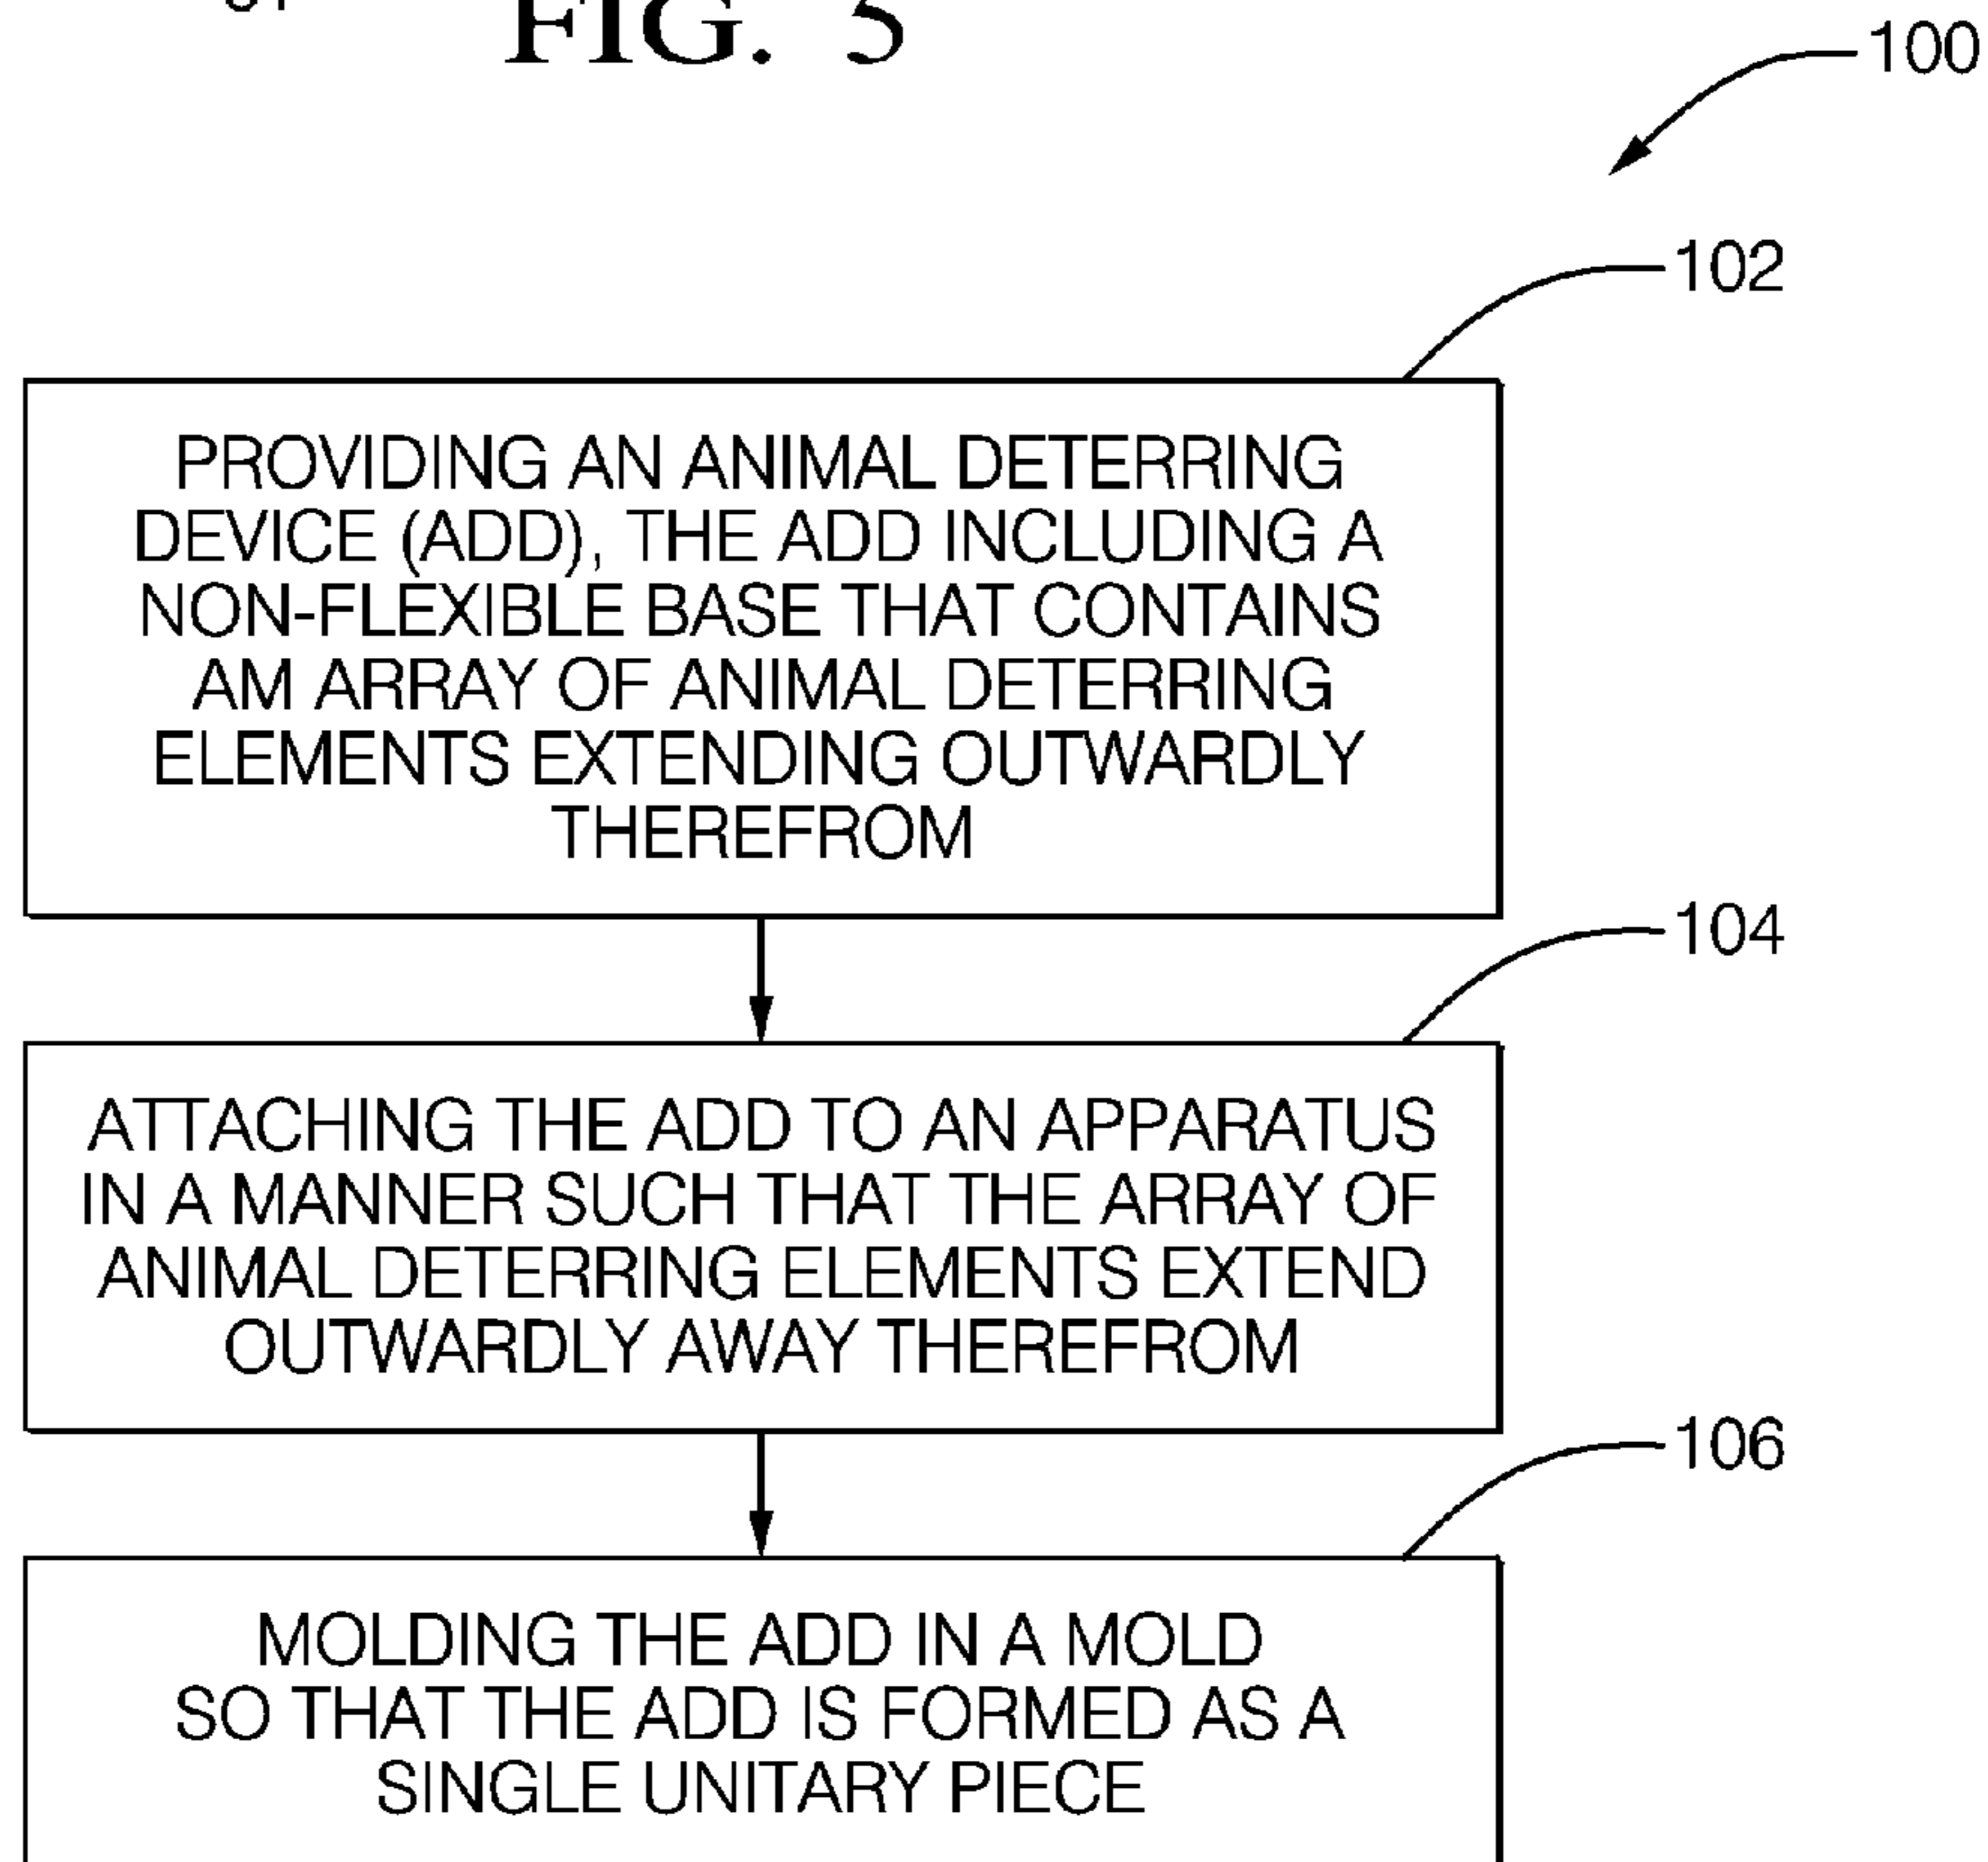 FIG. 5
100
102
PROVIDING AN ANIMAL DETERRING
DEVICE (ADD), THE ADD INCLUDING A
NON-FLEXIBLE BASE THAT CONTAINS
AM ARRAY OF ANIMAL DETERRING
ELEMENTS EXTENDING OUTWARDLY
THEREFROM
104
ATTACHING THE ADD TO AN APPARATUS
IN A MANNER SUCH THAT THE ARRAY OF
ANIMAL DETERRING ELEMENTS EXTEND
OUTWARDLY AWAY THEREFROM
106
MOLDING THE ADD IN A MOLD
SO THAT THE ADD IS FORMED AS A
SINGLE UNITARY PIECE